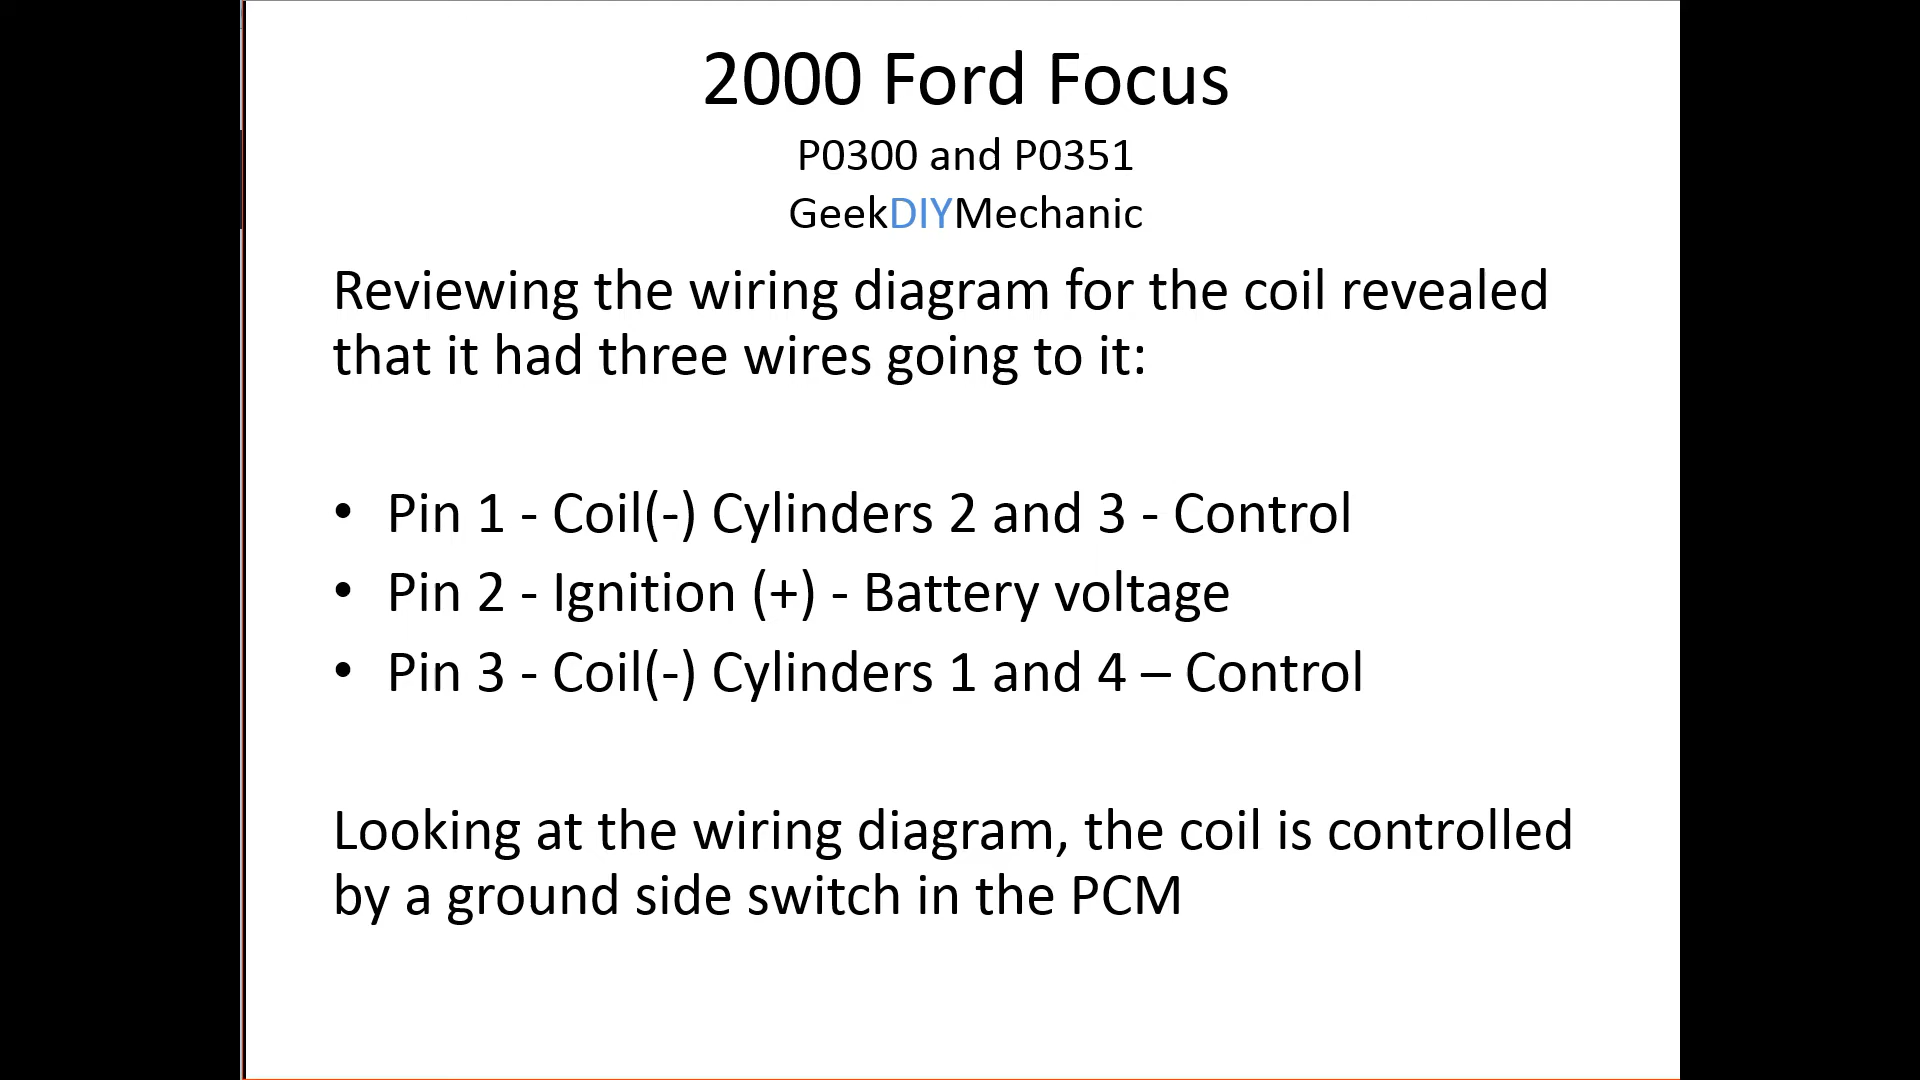 2000 Ford Focus
P0300 and P0351
GeekDIYMechanic
Reviewing the wiring diagram for the coil revealed
that it had three wires going to it:
• Pin 1 - Coil(-) Cylinders 2 and 3 - Control
• Pin 2 - Ignition (+) - Battery voltage
• Pin 3 - Coil(-) Cylinders 1 and 4 – Control
Looking at the wiring diagram, the coil is controlled
by a ground side switch in the PCM